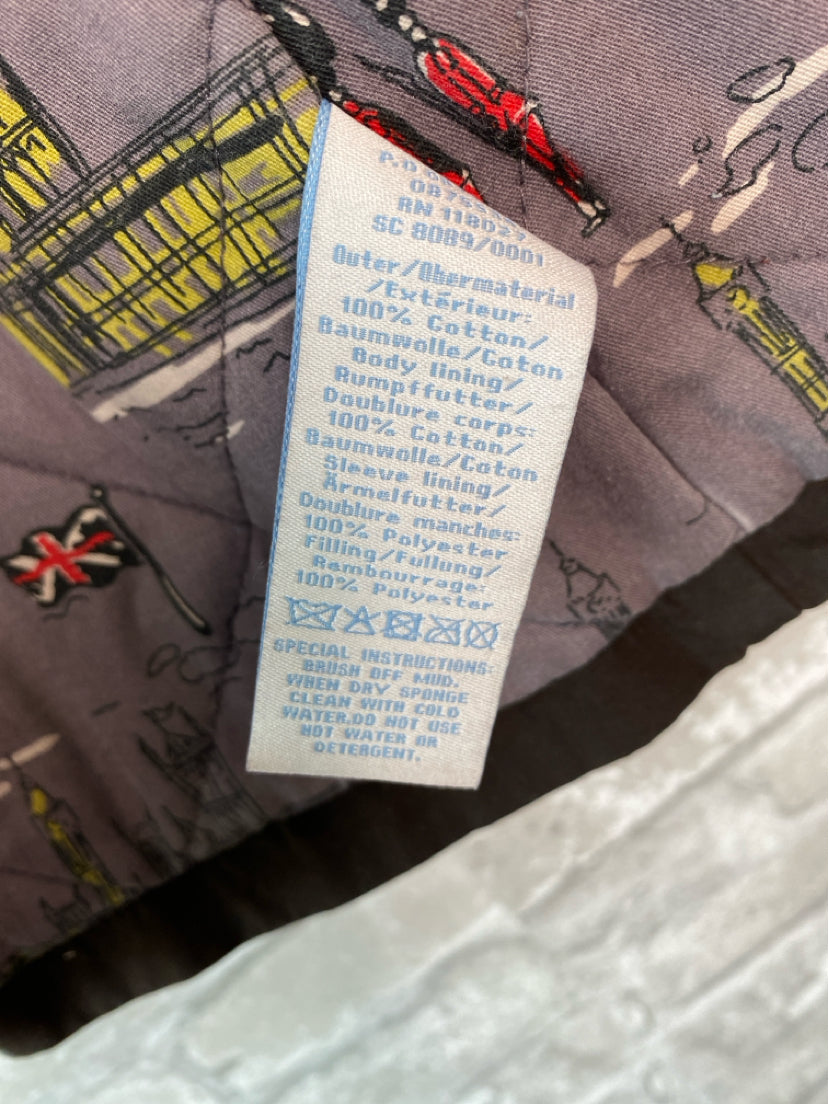 P.O
RN 118027
SC 8089/0001
Outer/Obermaterial
/Extérieur:
100% Cotton/
Baumwolle/Coton
Body lining/
Rumpffutter/
Doublure corps:
100% Cotton/
Baumwolle/Coton
Sleeve lining/
Ärmelfutter/
Doublure manches:
100% Polyester
Filling/Fullung/
Rembourrage:
100% Polyester
SPECIAL INSTRUCTIONS:
BRUSH OFF MUD.
WHEN DRY SPONGE
CLEAN WITH COLD
WATER.DO NOT USE
HOT WATER OR
DETERGENT.